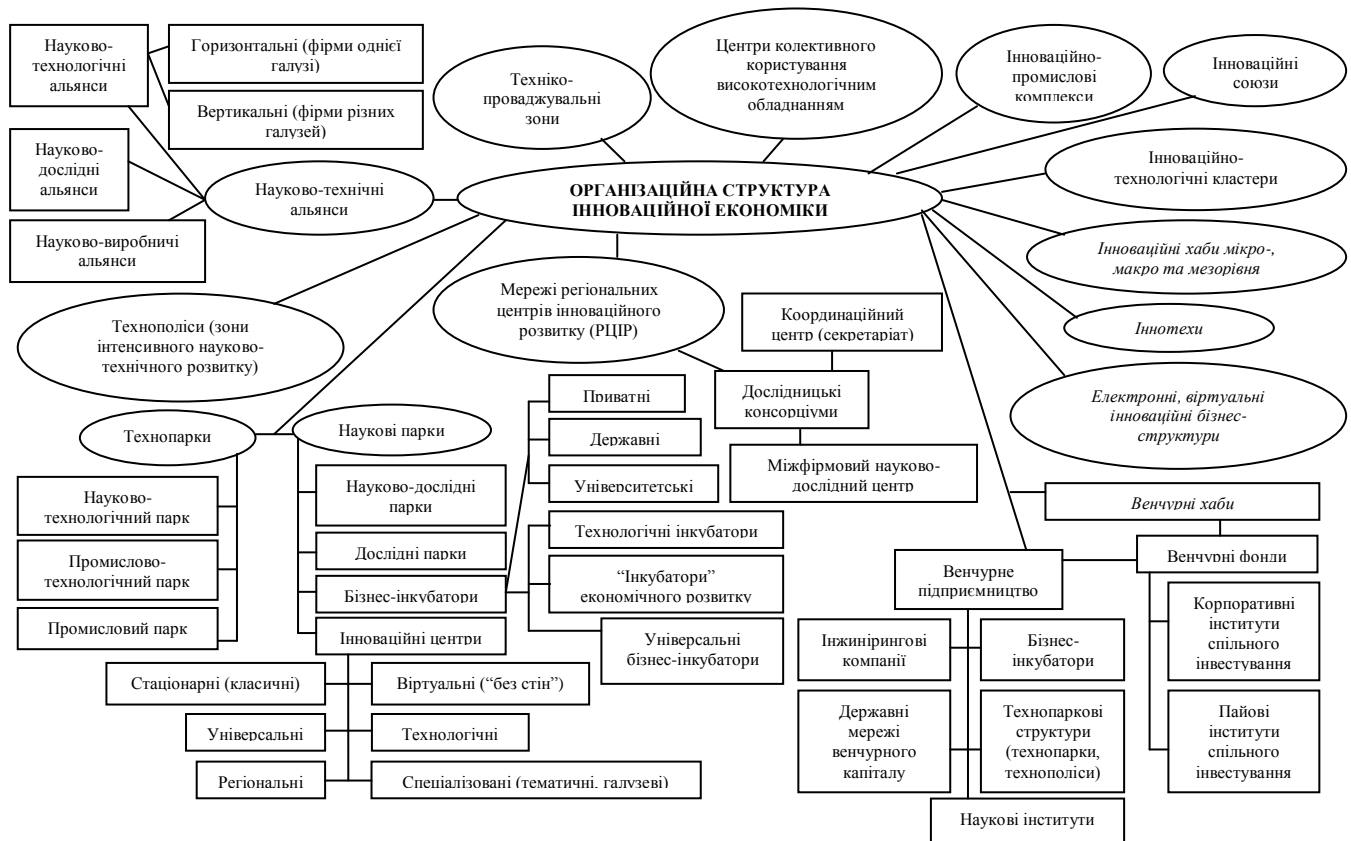 Науково-
технологічні
альянси
Горизонтальні (фірми однієї
галузі)
Вертикальні (фірми різних
галузей)
Науково-
дослідні
альянси
Науково-виробничі
альянси
Науково-технічні
альянси
Техніко-
проваджувальні
зони
Центри колективного
користування
високотехнологічним
обладнанням
Інноваційно-
промислові
комплекси
Інноваційні
союзи
ОРГАНІЗАЦІЙНА СТРУКТУРА
ІННОВАЦІЙНОЇ ЕКОНОМІКИ
Інноваційно-
технологічні кластери
Інноваційні хаби мікро-,
макро та мезорівня
Іннотехи
Електронні, віртуальні
інноваційні бізнес-
структури
Технополіси (зони
інтенсивного науково-
технічного розвитку)
Мережі регіональних
центрів інноваційного
розвитку (РЦІР)
Координаційний
центр (секретаріат)
Дослідницькі
консорціуми
Міжфірмовий науково-
дослідний центр
Технопарки
Наукові парки
Науково-
технологічний парк
Промислово-
технологічний парк
Промисловий парк
Науково-дослідні
парки
Дослідні парки
Бізнес-інкубатори
Інноваційні центри
Приватні
Державні
Університетські
Технологічні інкубатори
“Інкубатори”
економічного розвитку
Універсальні
бізнес-інкубатори
Стаціонарні (класичні)
Віртуальні (“без стін”)
Універсальні
Технологічні
Регіональні
Спеціалізовані (тематичні, галузеві)
Венчурні хаби
Венчурне
підприємництво
Венчурні фонди
Інжинірингові
компанії
Бізнес-
інкубатори
Державні
мережі
венчурного
капіталу
Технопаркові
структури
(технопарки,
технополіси)
Наукові інститути
Корпоративні
інститути
спільного
інвестування
Пайові
інститути
спільного
інвестування